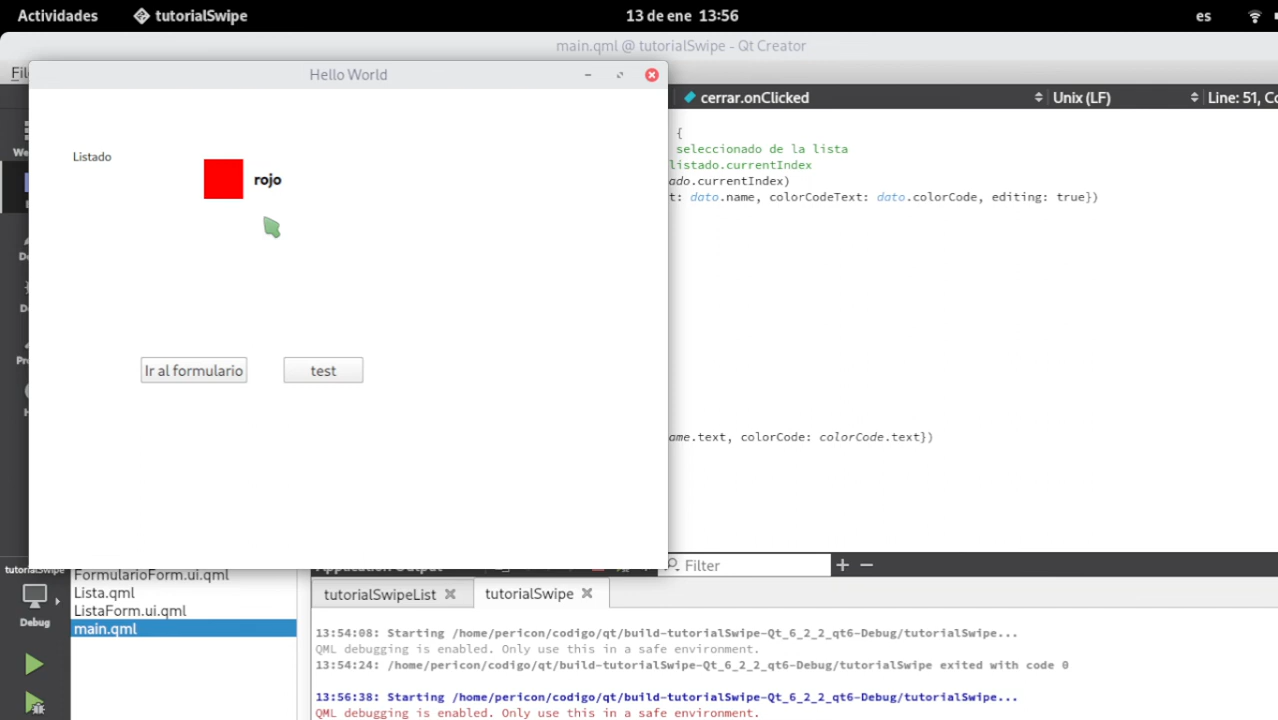 Actividades tutorialSwipe 13 de ene 13:56 es
main.qml @ tutorialSwipe - Qt Creator
Hello World
cerrar.onClicked Unix (LF) Line: 51,
{
seleccionado de la lista
listado.currentIndex
ado.currentIndex)
t: dato.name, colorCodeText: dato.colorCode, editing: true})
Listado
rojo
Ir al formulario test
ame.text, colorCode: colorCode.text})
tutorialSwipe
Debug
FormularioForm.ui.qml
Lista.qml
ListaForm.ui.qml
main.qml
Application Output Filter
tutorialSwipeList tutorialSwipe
13:54:08: Starting /home/pericon/codigo/qt/build-tutorialSwipe-Qt_6_2_2_qt6-Debug/tutorialSwipe...
QML debugging is enabled. Only use this in a safe environment.
13:54:24: /home/pericon/codigo/qt/build-tutorialSwipe-Qt_6_2_2_qt6-Debug/tutorialSwipe exited with code 0
13:56:38: Starting /home/pericon/codigo/qt/build-tutorialSwipe-Qt_6_2_2_qt6-Debug/tutorialSwipe...
QML debugging is enabled. Only use this in a safe environment.